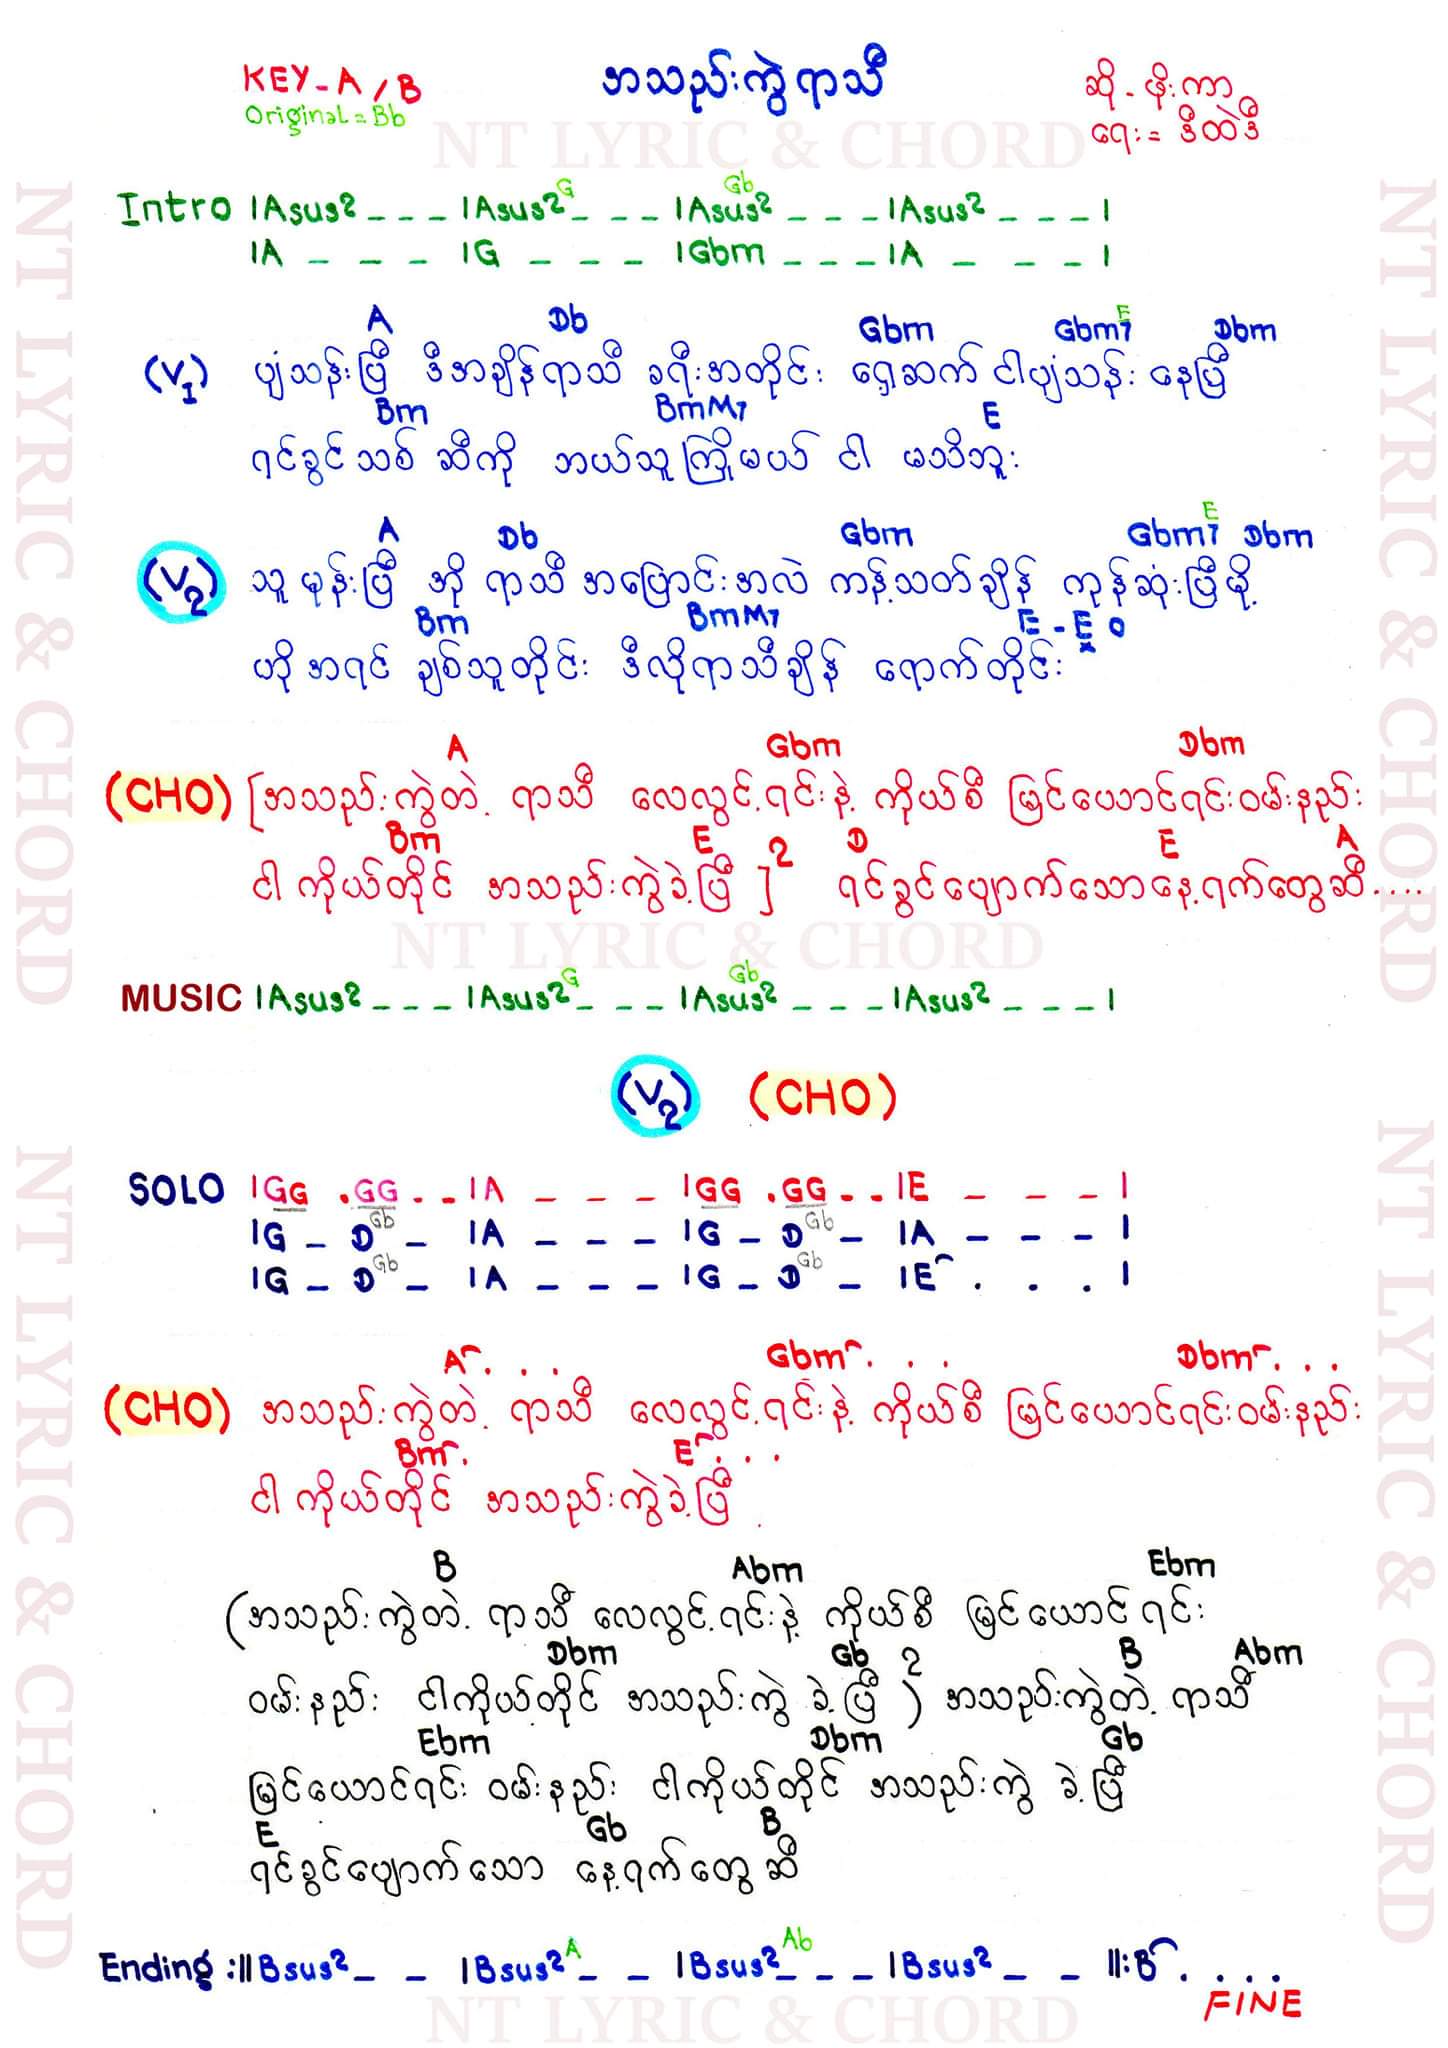 KEY - A / B
Original = Bb
အသည်းကွဲရာသီ
ဆို - ဖိုးကာ
ရေး = ဒီထဲဒီ
NT LYRIC & CHORD
Intro |Asus2 _ _ _ |Asus2 G _ _ _ |Asus2 Gb _ _ _ |Asus2 _ _ _ |
|A _ _ _ |G _ _ _ |Gbm _ _ _ |A _ _ _ |
A Db Gbm Gbm7 E Dbm
(V1) ပျံသန်းပြီ ဒီအချိန်ရာသီ ခရီးအတိုင်း ရှေ့ဆက် ငါပျံသန်း နေပြီ
Bm BmM7 E
ရင်ခွင်သစ် ဆီကို ဘယ်သူကြိုမယ် ငါ မသိဘူး
A Db Gbm Gbm7 E Dbm
(V2) သူမုန်းပြီ အို ရာသီအပြောင်းအလဲ ကန့်သတ်ချိန် ကုန်ဆုံးပြီမို့
Bm BmM7 E - E 0
ဟိုအရင် ချစ်သူတိုင်း ဒီလိုရာသီချိန် ရောက်တိုင်း
A Gbm Dbm
(CHO) [အသည်းကွဲတဲ့ ရာသီ လေလွင့်ရင်းနဲ့ ကိုယ်စီ မြင်ယောင်ရင်းဝမ်းနည်း
Bm E 2 D E A
ငါကိုယ်တိုင် အသည်းကွဲခဲ့ပြီ ] ရင်ခွင်ပျောက်သောနေ့ရက်တွေဆီ....
NT LYRIC & CHORD
MUSIC |Asus2 _ _ _ |Asus2 G _ _ _ |Asus2 Gb _ _ _ |Asus2 _ _ _ |
(V2) (CHO)
SOLO |GG .GG . . |A _ _ _ |GG .GG . . |E _ _ _ |
|G _ D Gb _ |A _ _ _ |G _ D Gb _ |A _ _ _ |
|G _ D Gb _ |A _ _ _ |G _ D Gb _ |E . . . |
A . . . Gbm . . . Dbm . . .
(CHO) အသည်းကွဲတဲ့ ရာသီ လေလွင့်ရင်းနဲ့ ကိုယ်စီ မြင်ယောင်ရင်းဝမ်းနည်း
Bm . E . . .
ငါကိုယ်တိုင် အသည်းကွဲခဲ့ပြီ
B Abm Ebm
(အသည်းကွဲတဲ့ ရာသီ လေလွင့်ရင်းနဲ့ ကိုယ်စီ မြင်ယောင်ရင်း
Dbm Gb 2 B Abm
ဝမ်းနည်း ငါကိုယ်တိုင် အသည်းကွဲ ခဲ့ပြီ ) အသည်းကွဲတဲ့ ရာသီ
Ebm Dbm Gb
မြင်ယောင်ရင်း ဝမ်းနည်း ငါကိုယ်တိုင် အသည်းကွဲ ခဲ့ပြီ
E Gb B
ရင်ခွင်ပျောက်သော နေ့ရက်တွေဆီ
Ending :||Bsus2 _ _ |Bsus2 A _ _ |Bsus2 Ab _ _ _ |Bsus2 _ _ ||:B . . . .
FINE
NT LYRIC & CHORD
NT LYRIC & CHORD
NT LYRIC & CHORD
NT LYRIC & CHORD
NT LYRIC & CHORD